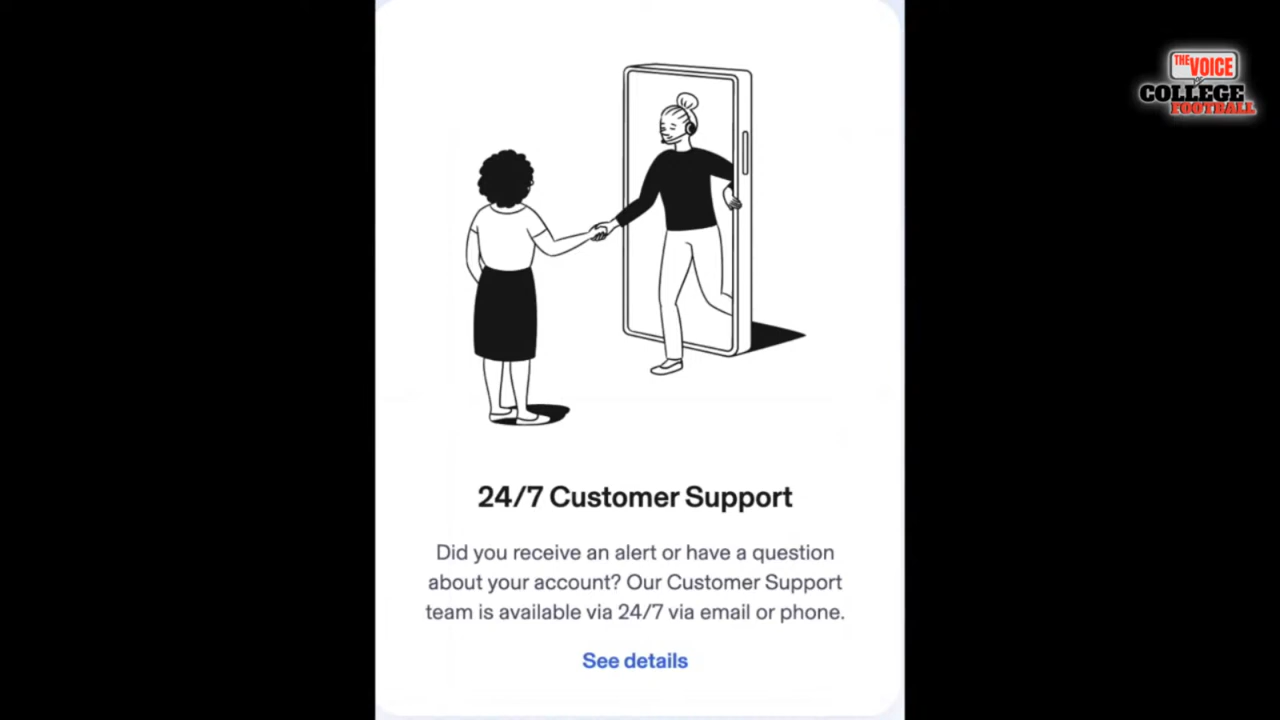 THE VOICE
OF
COLLEGE
FOOTBALL
24/7 Customer Support
Did you receive an alert or have a question
about your account? Our Customer Support
team is available via 24/7 via email or phone.
See details